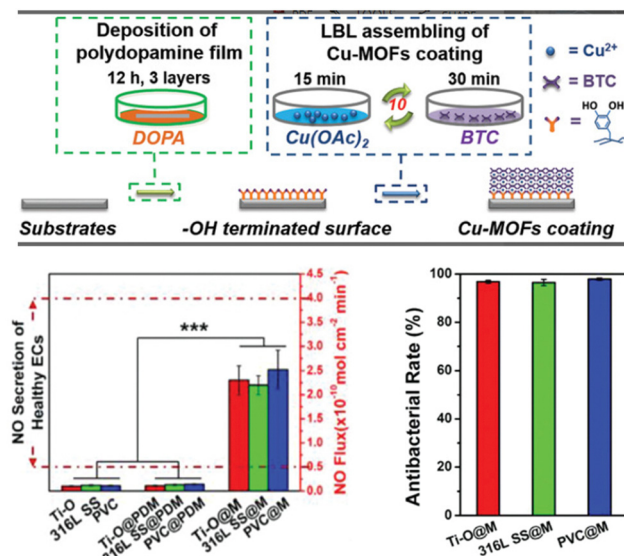 Deposition of
polydopamine film
12 h, 3 layers
DOPA
LBL assembling of
Cu-MOFs coating
15 min
10
30 min
Cu(OAc)2
BTC
= Cu2+
= BTC
=
HO
OH
Substrates
-OH terminated surface
Cu-MOFs coating
NO Secretion of
Healthy ECs
***
4.5
4.0
3.5
3.0
2.5
2.0
1.5
1.0
0.5
0.0
NO Flux(x10-10mol cm-2 min-1)
Ti-O
316L SS
PVC
Ti-O@PDM
316L SS@PDM
PVC@PDM
Ti-O@M
316L SS@M
PVC@M
Antibacterial Rate (%)
100
80
60
40
20
0
Ti-O@M
316L SS@M
PVC@M